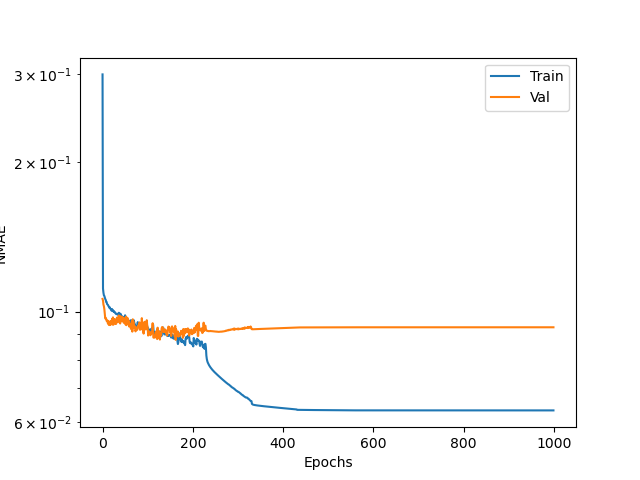 3 × 10⁻¹
2 × 10⁻¹
10⁻¹
6 × 10⁻²
NMAE
0 200 400 600 800 1000
Epochs
Train
Val